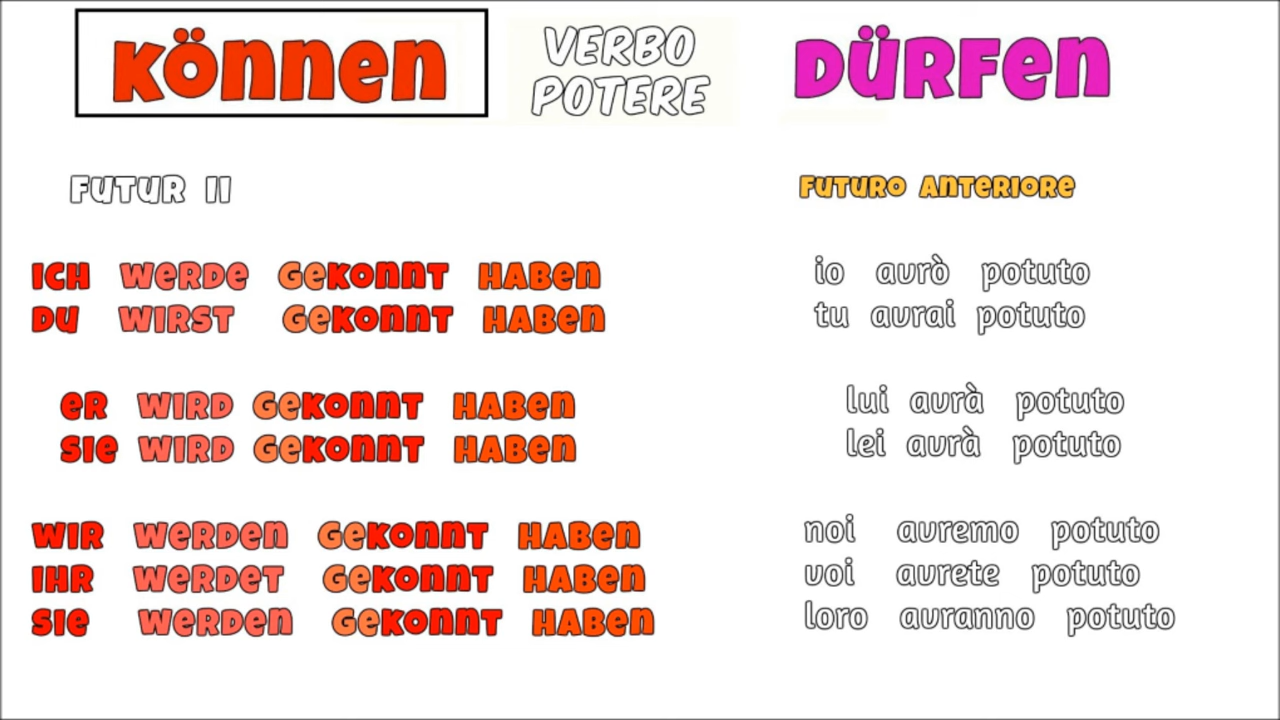 KÖNNEN
VERBO
POTERE
DÜRFEN
FUTUR II
ICH WERDE GEKONNT HABEN
DU WIRST GEKONNT HABEN
ER WIRD GEKONNT HABEN
SIE WIRD GEKONNT HABEN
WIR WERDEN GEKONNT HABEN
IHR WERDET GEKONNT HABEN
SIE WERDEN GEKONNT HABEN
FUTURO ANTERIORE
io avrò potuto
tu avrai potuto
lui avrà potuto
lei avrà potuto
noi avremo potuto
voi avrete potuto
loro avranno potuto